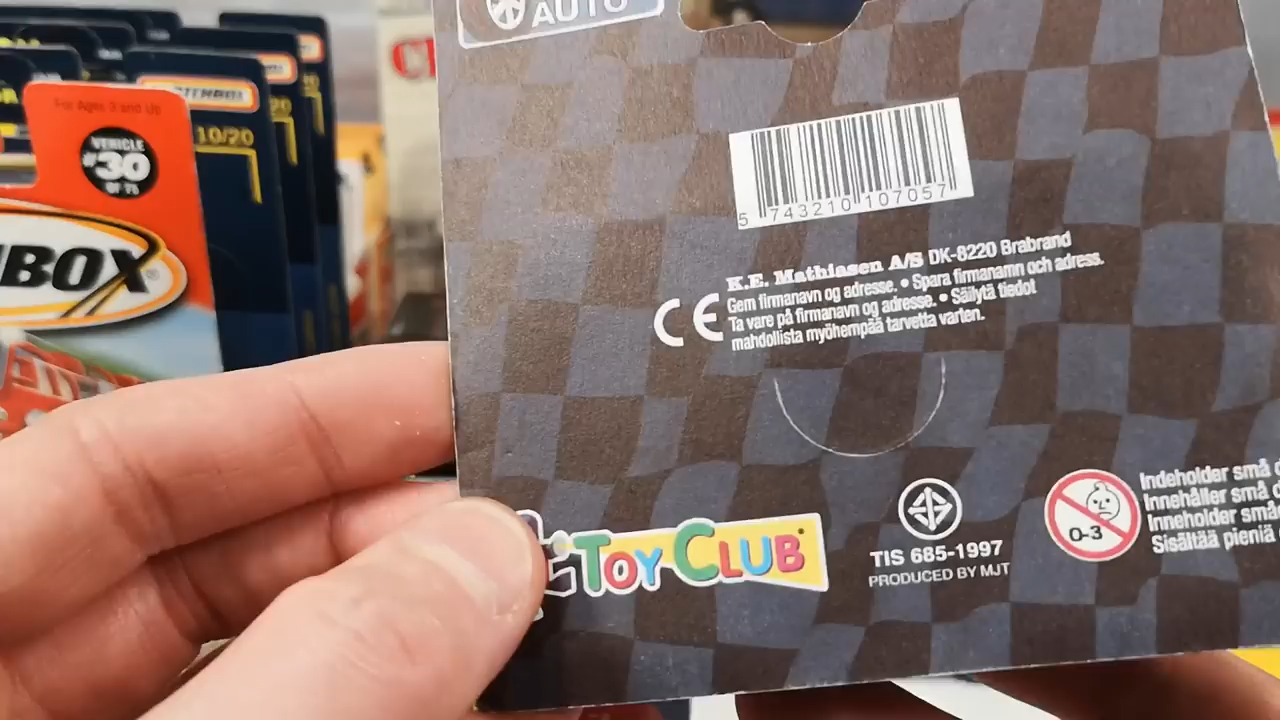 AUTO
For Ages 3 and Up
VEHICLE
#30
OF 75
BOX
MATCHBOX
10/20
5 743210 107057
K.E. Mathiasen A/S DK-8220 Brabrand
Gem firmanavn og adresse. • Spara firmanamn och adress.
Ta vare på firmanavn og adresse. • Säilytä tiedot
mahdollista myöhempää tarvetta varten.
CE
TOY CLUB
TIS 685-1997
PRODUCED BY MJT
0-3
Indeholder små
Innehåller små
Inneholder små
Sisältää pieniä